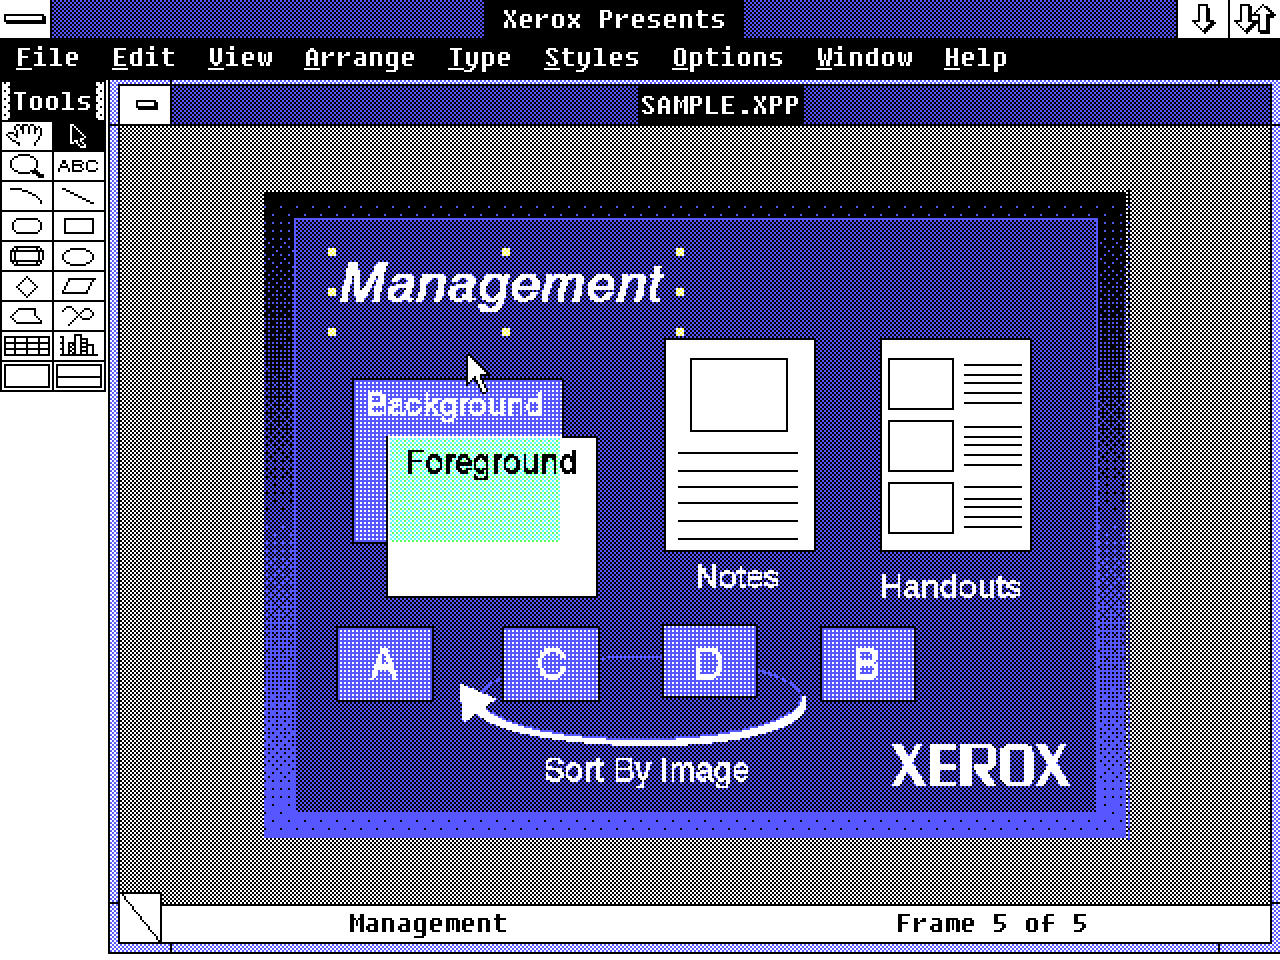 Xerox Presents
File Edit View Arrange Type Styles Options Window Help
Tools
SAMPLE.XPP
ABC
Management
Background
Foreground
Notes
Handouts
A C D B
Sort By Image
XEROX
Management Frame 5 of 5